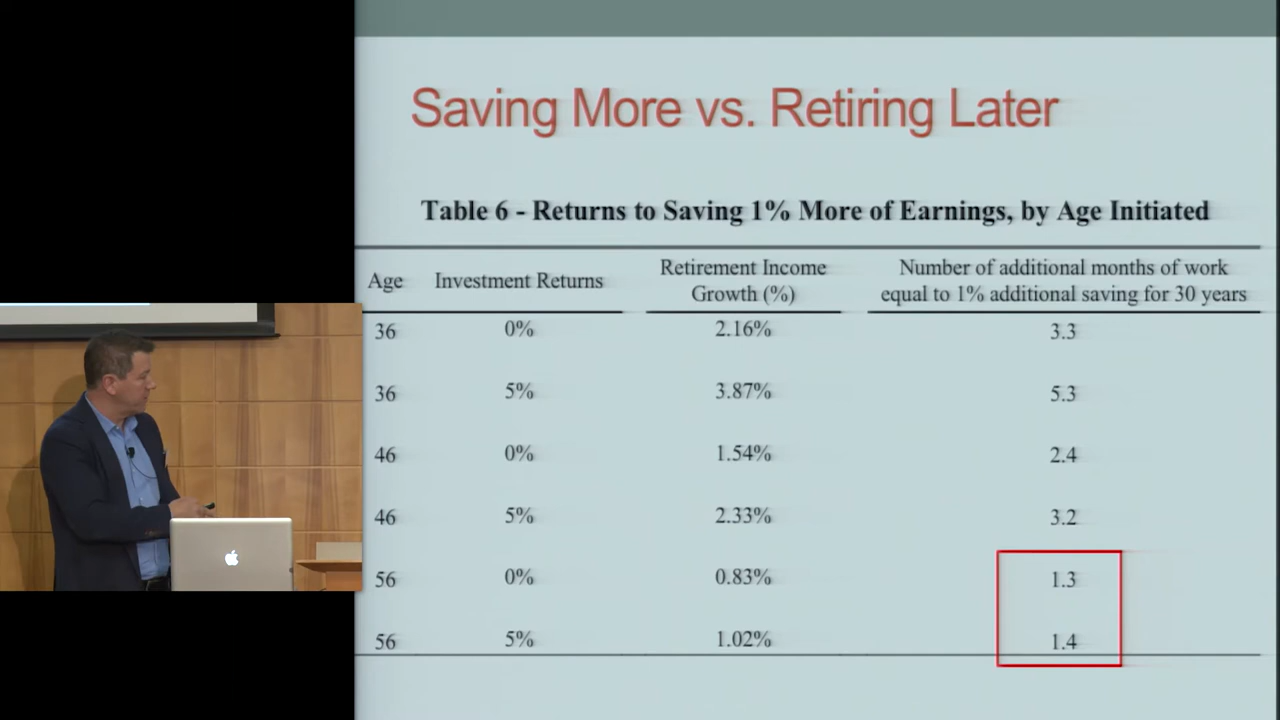 Saving More vs. Retiring Later
Table 6 - Returns to Saving 1% More of Earnings, by Age Initiated
Age Investment Returns Retirement Income Growth (%) Number of additional months of work equal to 1% additional saving for 30 years
36 0% 2.16% 3.3
36 5% 3.87% 5.3
46 0% 1.54% 2.4
46 5% 2.33% 3.2
56 0% 0.83% 1.3
56 5% 1.02% 1.4